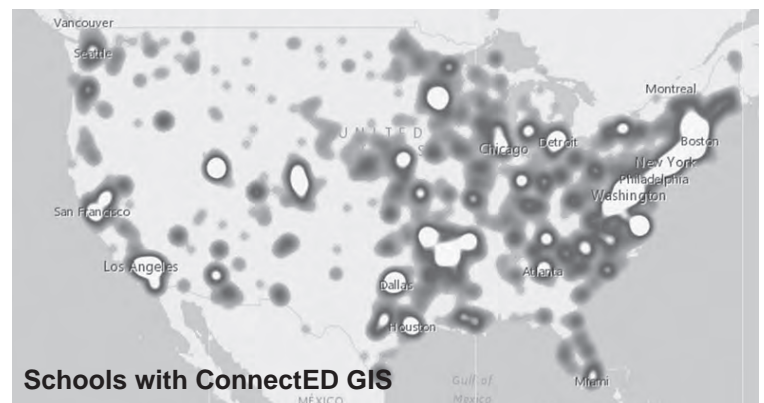 Vancouver
Seattle
Montreal
UNITED
S
Chicago
Detroit
Boston
New York
Philadelphia
Washington
San Francisco
Los Angeles
Atlanta
Dallas
Houston
Schools with ConnectED GIS
Gulf of
Miami
MÉXICO
Mexico